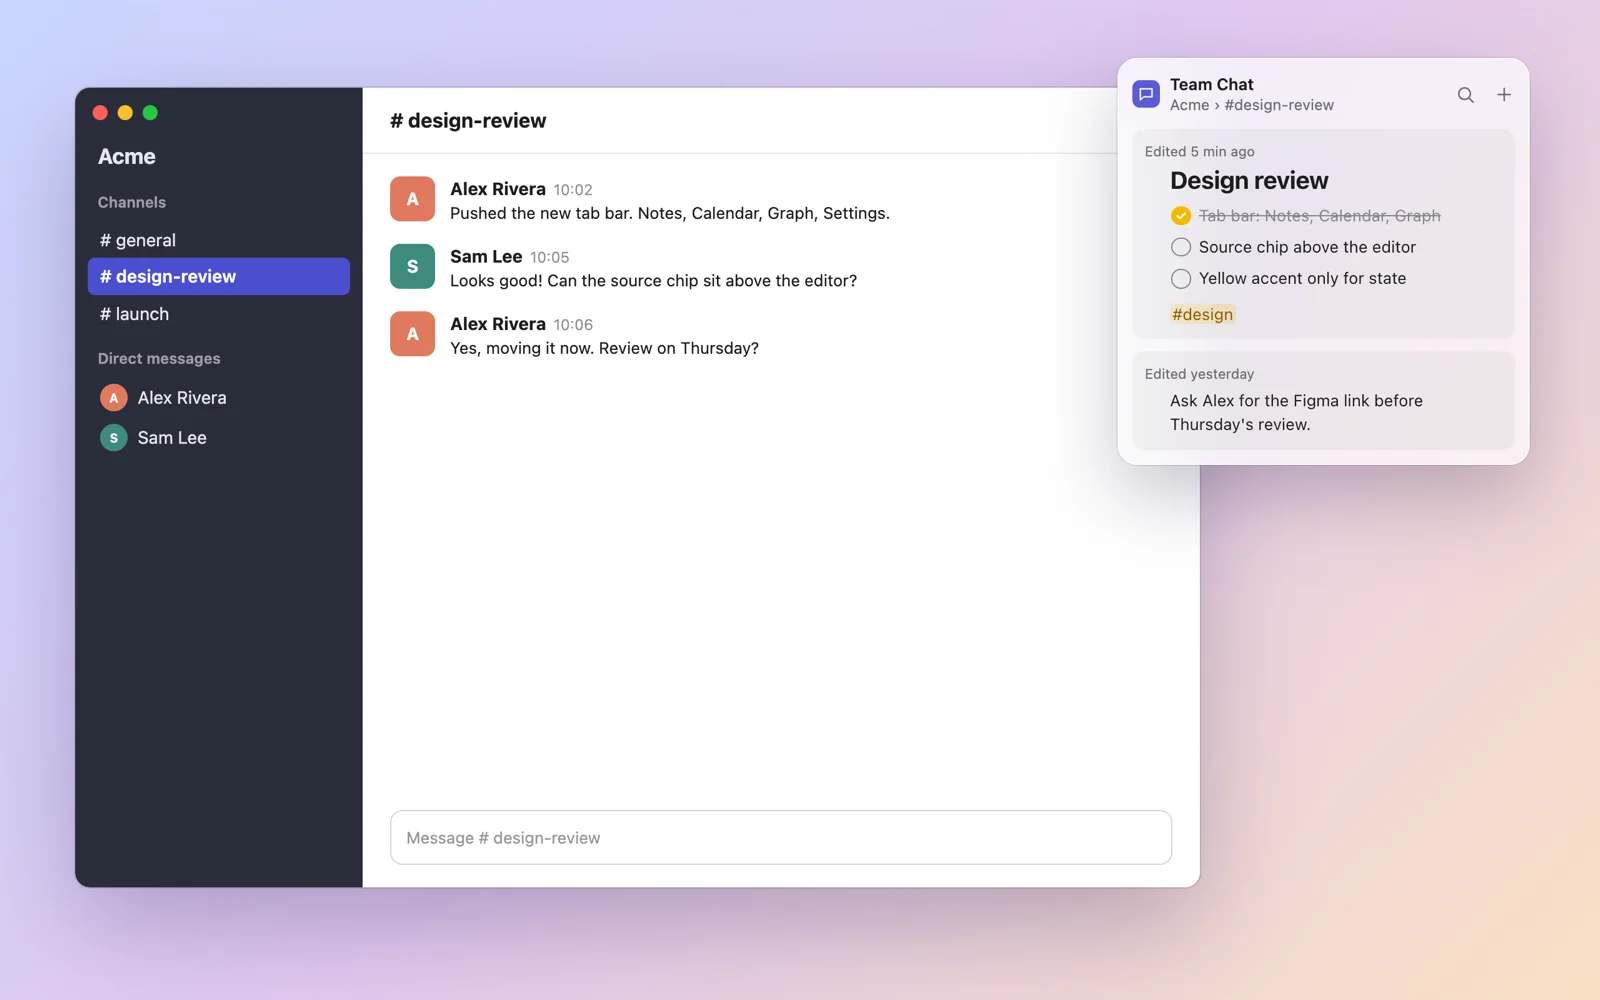 Acme
Channels
# general
# design-review
# launch
Direct messages
A Alex Rivera
S Sam Lee
# design-review
A
Alex Rivera 10:02
Pushed the new tab bar. Notes, Calendar, Graph, Settings.
S
Sam Lee 10:05
Looks good! Can the source chip sit above the editor?
A
Alex Rivera 10:06
Yes, moving it now. Review on Thursday?
Message # design-review
Team Chat
Acme › #design-review
Edited 5 min ago
Design review
Tab bar: Notes, Calendar, Graph
Source chip above the editor
Yellow accent only for state
#design
Edited yesterday
Ask Alex for the Figma link before
Thursday's review.